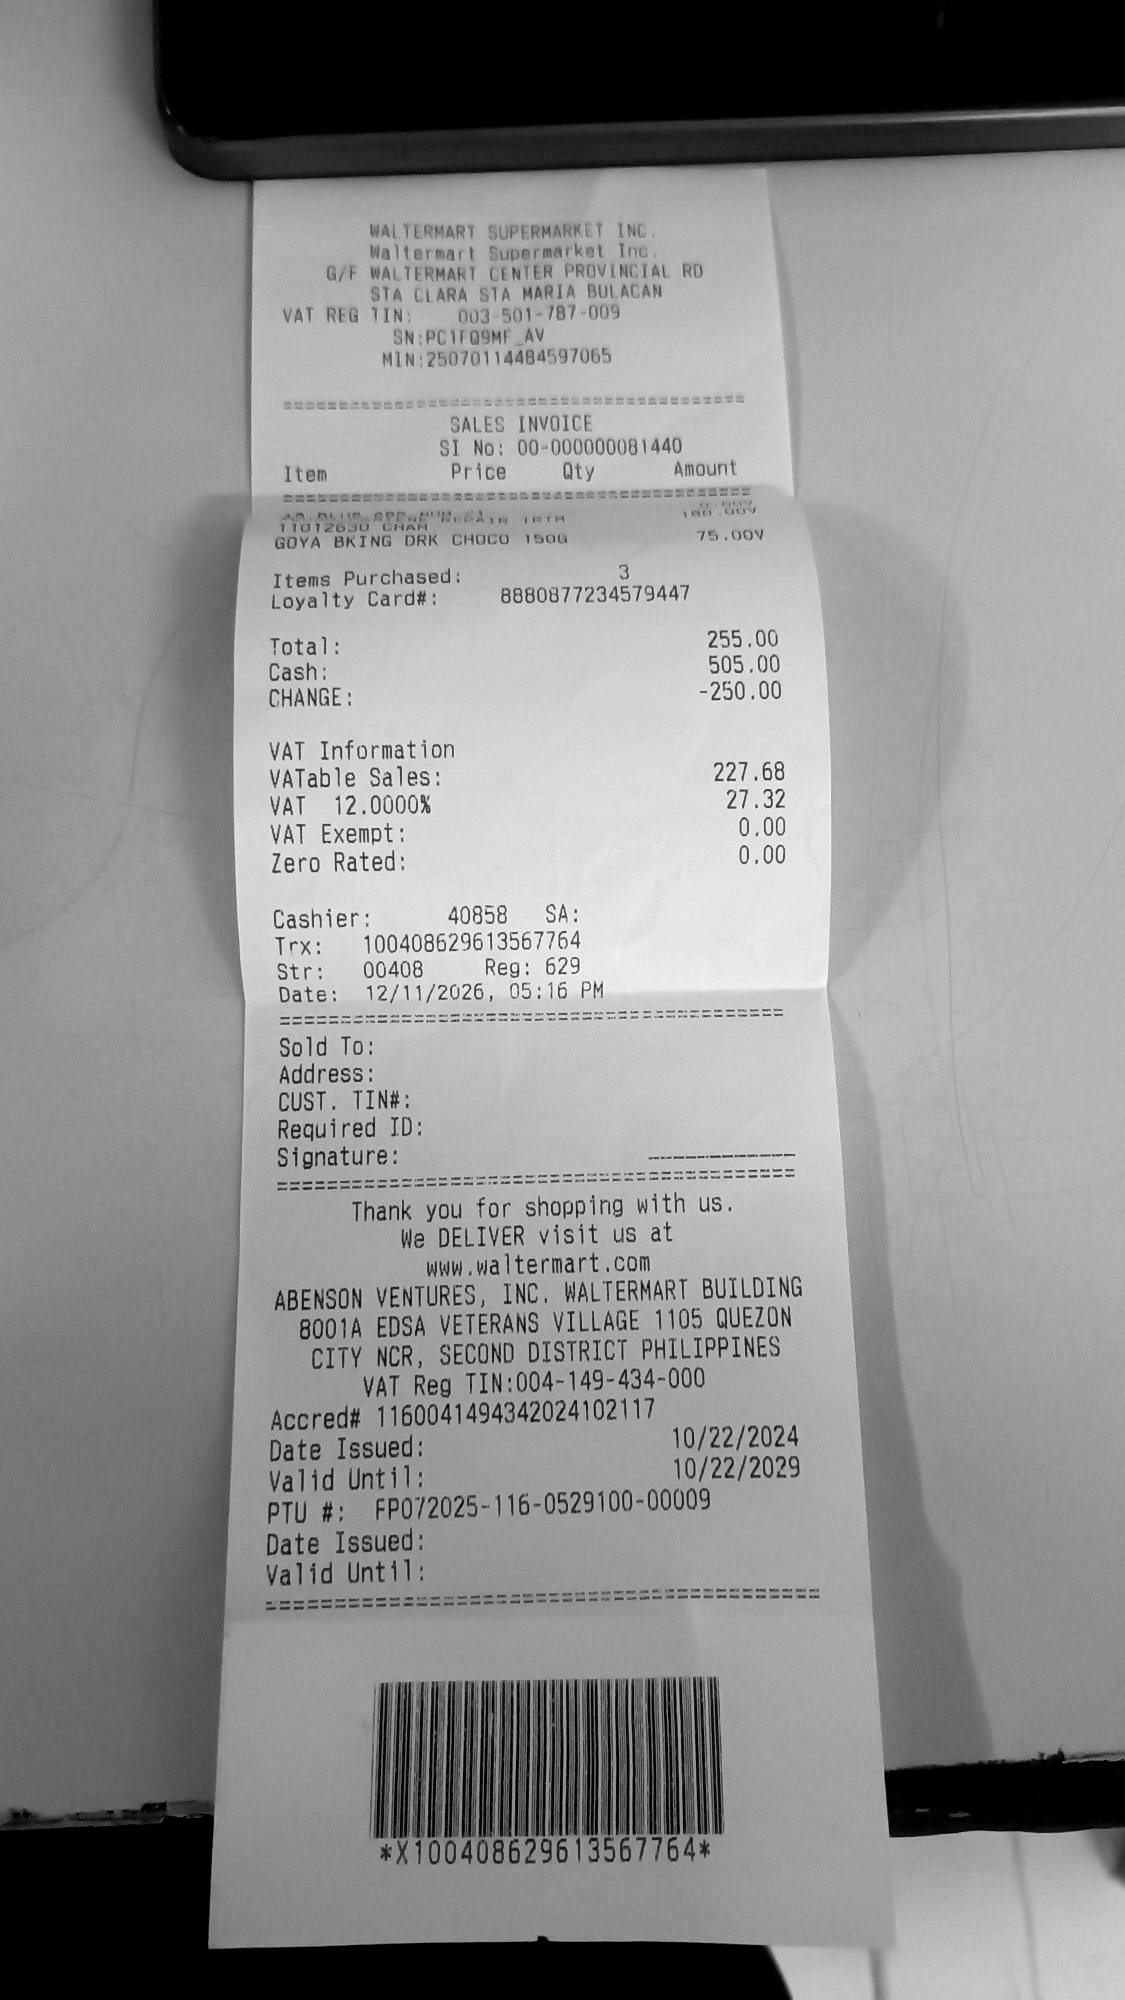 WALTERMART SUPERMARKET INC.
Waltermart Supermarket Inc.
G/F WALTERMART CENTER PROVINCIAL RD
STA CLARA STA MARIA BULACAN
VAT REG TIN: 003-501-787-009
SN:PC1FQ9MF_AV
MIN:25070114484597065
=========================================
SALES INVOICE
SI No: 00-000000081440
Item Price Qty Amount
=========================================
REPAIR TRTM 180.00V
11012630 CHAM
GOYA BKING DRK CHOCO 150G 75.00V
Items Purchased: 3
Loyalty Card#: 8880877234579447
Total: 255.00
Cash: 505.00
CHANGE: -250.00
VAT Information
VATable Sales: 227.68
VAT 12.0000% 27.32
VAT Exempt: 0.00
Zero Rated: 0.00
Cashier: 40858 SA:
Trx: 100408629613567764
Str: 00408 Reg: 629
Date: 12/11/2026, 05:16 PM
=========================================
Sold To:
Address:
CUST. TIN#:
Required ID:
Signature: ____________
=========================================
Thank you for shopping with us.
We DELIVER visit us at
www.waltermart.com
ABENSON VENTURES, INC. WALTERMART BUILDING
8001A EDSA VETERANS VILLAGE 1105 QUEZON
CITY NCR, SECOND DISTRICT PHILIPPINES
VAT Reg TIN:004-149-434-000
Accred# 1160041494342024102117
Date Issued: 10/22/2024
Valid Until: 10/22/2029
PTU #: FP072025-116-0529100-00009
Date Issued:
Valid Until:
=========================================
*X100408629613567764*